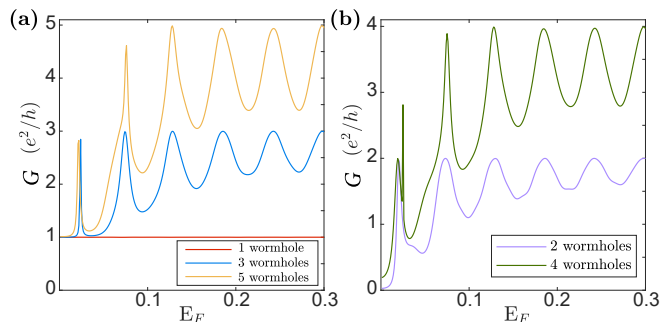 (a)
5
4
3
2
1
0
G (e²/h)
0.1
0.2
0.3
E_F
1 wormhole
3 wormholes
5 wormholes
(b)
4
3
2
1
0
G (e²/h)
0.1
0.2
0.3
E_F
2 wormholes
4 wormholes